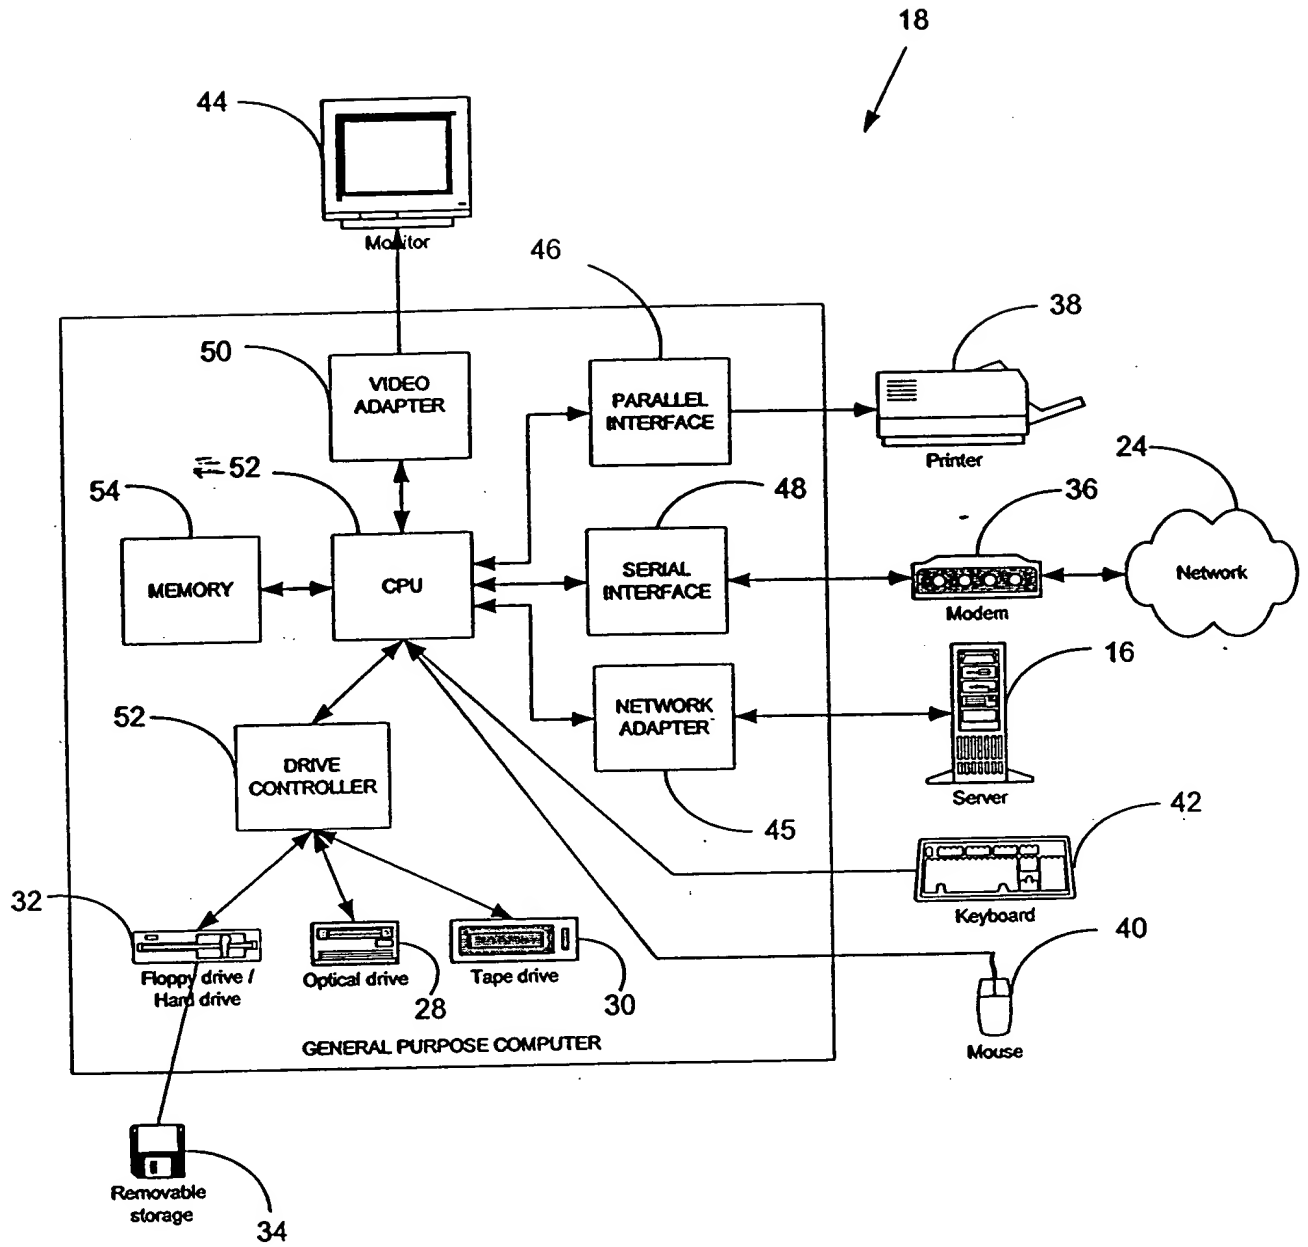 18
44
Monitor
46
38
50
VIDEO
ADAPTER
PARALLEL
INTERFACE
Printer
24
52
54
48
36
MEMORY
CPU
SERIAL
INTERFACE
Modem
Network
16
52
NETWORK
ADAPTER
DRIVE
CONTROLLER
Server
45
42
32
Keyboard
40
Floppy drive /
Hard drive
Optical drive
28
Tape drive
30
GENERAL PURPOSE COMPUTER
Mouse
Removable
storage
34